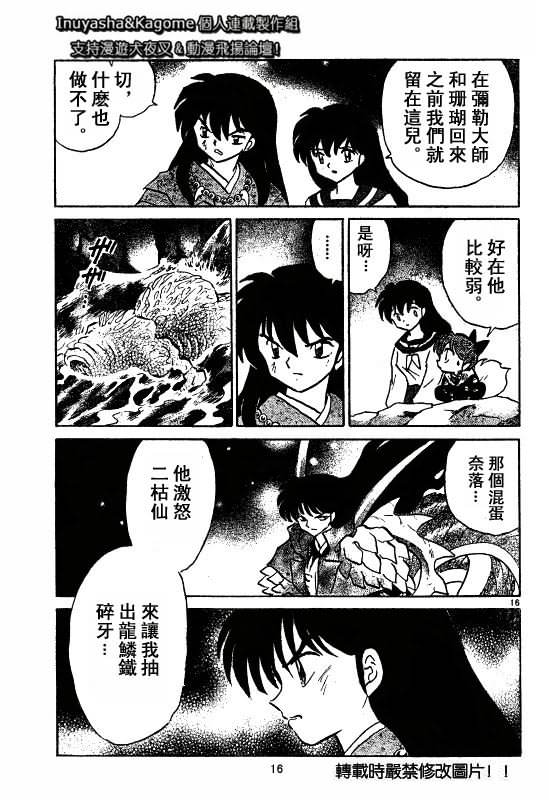 Inuyasha&Kagome 個人連載製作組
支持漫遊犬夜叉&動漫飛揚論壇!
在彌勒大師
和珊瑚回來
之前我們就
留在這兒。
切,
什麽也
做不了。
好在他
比較弱。
是呀…
……
那個混蛋
奈落…
他激怒
二枯仙
來讓我抽
出龍鱗鐵
碎牙…
16
16
轉載時嚴禁修改圖片!!